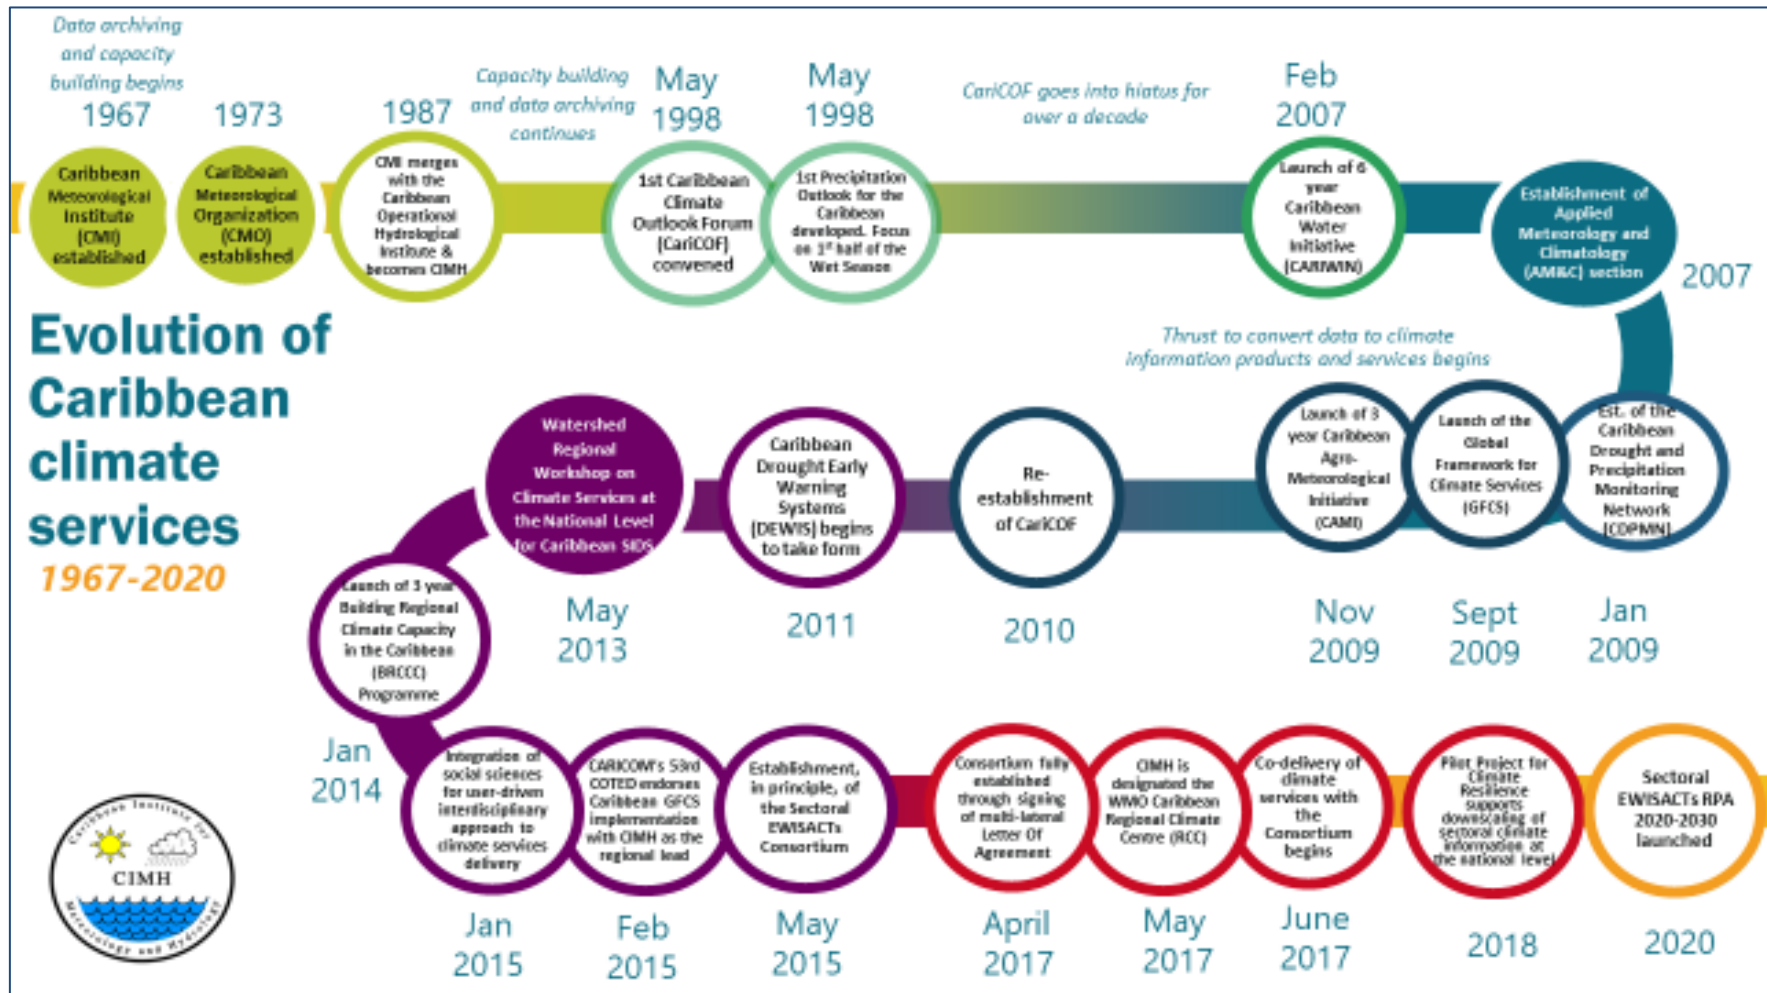 Data archiving
and capacity
building begins
1967
Caribbean
Meteorological
Institute
(CMI)
established
1973
Caribbean
Meteorological
Organization
(CMO)
established
1987
CMI merges
with the
Caribbean
Operational
Hydrological
Institute &
becomes CIMH
Capacity building
and data archiving
continues
May
1998
1st Caribbean
Climate
Outlook Forum
(CariCOF)
convened
May
1998
1st Precipitation
Outlook for the
Caribbean
developed. Focus
on 1st half of the
Wet Season
CariCOF goes into hiatus for
over a decade
Feb
2007
Launch of 6
year
Caribbean
Water
Initiative
(CARIWIN)
Establishment of
Applied
Meteorology and
Climatology
(AM&C) section
2007
Evolution of
Caribbean
climate
services
1967-2020
Thrust to convert data to climate
information products and services begins
Est. of the
Caribbean
Drought and
Precipitation
Monitoring
Network
(CDPMN)
Jan
2009
Launch of the
Global
Framework for
Climate Services
(GFCS)
Sept
2009
Launch of 3
year Caribbean
Agro-
Meteorological
Initiative
(CAMI)
Nov
2009
Re-
establishment
of CariCOF
2010
Caribbean
Drought Early
Warning
Systems
(DEWIS) begins
to take form
2011
Watershed
Regional
Workshop on
Climate Services at
the National Level
for Caribbean SIDS
May
2013
Launch of 3 year
Building Regional
Climate Capacity
in the Caribbean
(BRCCC)
Programme
Jan
2014
Integration of
social sciences
for user-driven
interdisciplinary
approach to
climate services
delivery
Jan
2015
CARICOM's 53rd
COTED endorses
Caribbean GFCS
implementation
with CIMH as the
regional lead
Feb
2015
Establishment,
in principle, of
the Sectoral
EWISACTs
Consortium
May
2015
Consortium fully
established
through signing
of multi-lateral
Letter Of
Agreement
April
2017
CIMH is
designated the
WMO Caribbean
Regional Climate
Centre (RCC)
May
2017
Co-delivery of
climate
services with
the
Consortium
begins
June
2017
Pilot Project for
Climate
Resilience
supports
downscaling of
sectoral climate
information at
the national level
2018
Sectoral
EWISACTs RPA
2020-2030
launched
2020
Caribbean Institute for
CIMH
Meteorology and Hydrology